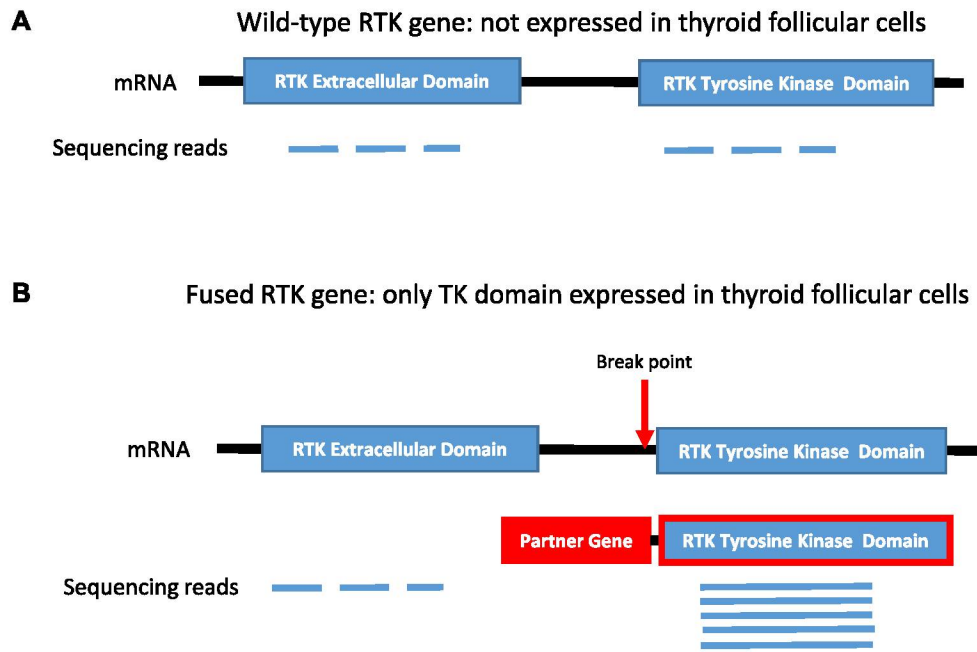 A
Wild-type RTK gene: not expressed in thyroid follicular cells
mRNA
RTK Extracellular Domain
RTK Tyrosine Kinase Domain
Sequencing reads
B
Fused RTK gene: only TK domain expressed in thyroid follicular cells
Break point
mRNA
RTK Extracellular Domain
RTK Tyrosine Kinase Domain
Partner Gene
RTK Tyrosine Kinase Domain
Sequencing reads